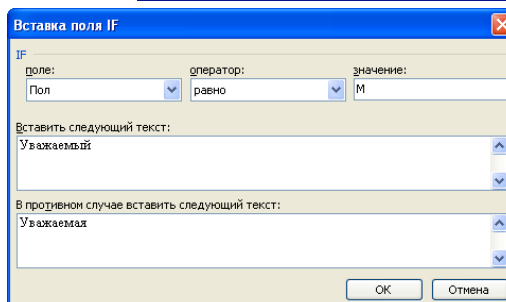 Вставка поля IF
IF
поле: оператор: значение:
Пол равно М
Вставить следующий текст:
Уважаемый
В противном случае вставить следующий текст:
Уважаемая
ОК Отмена